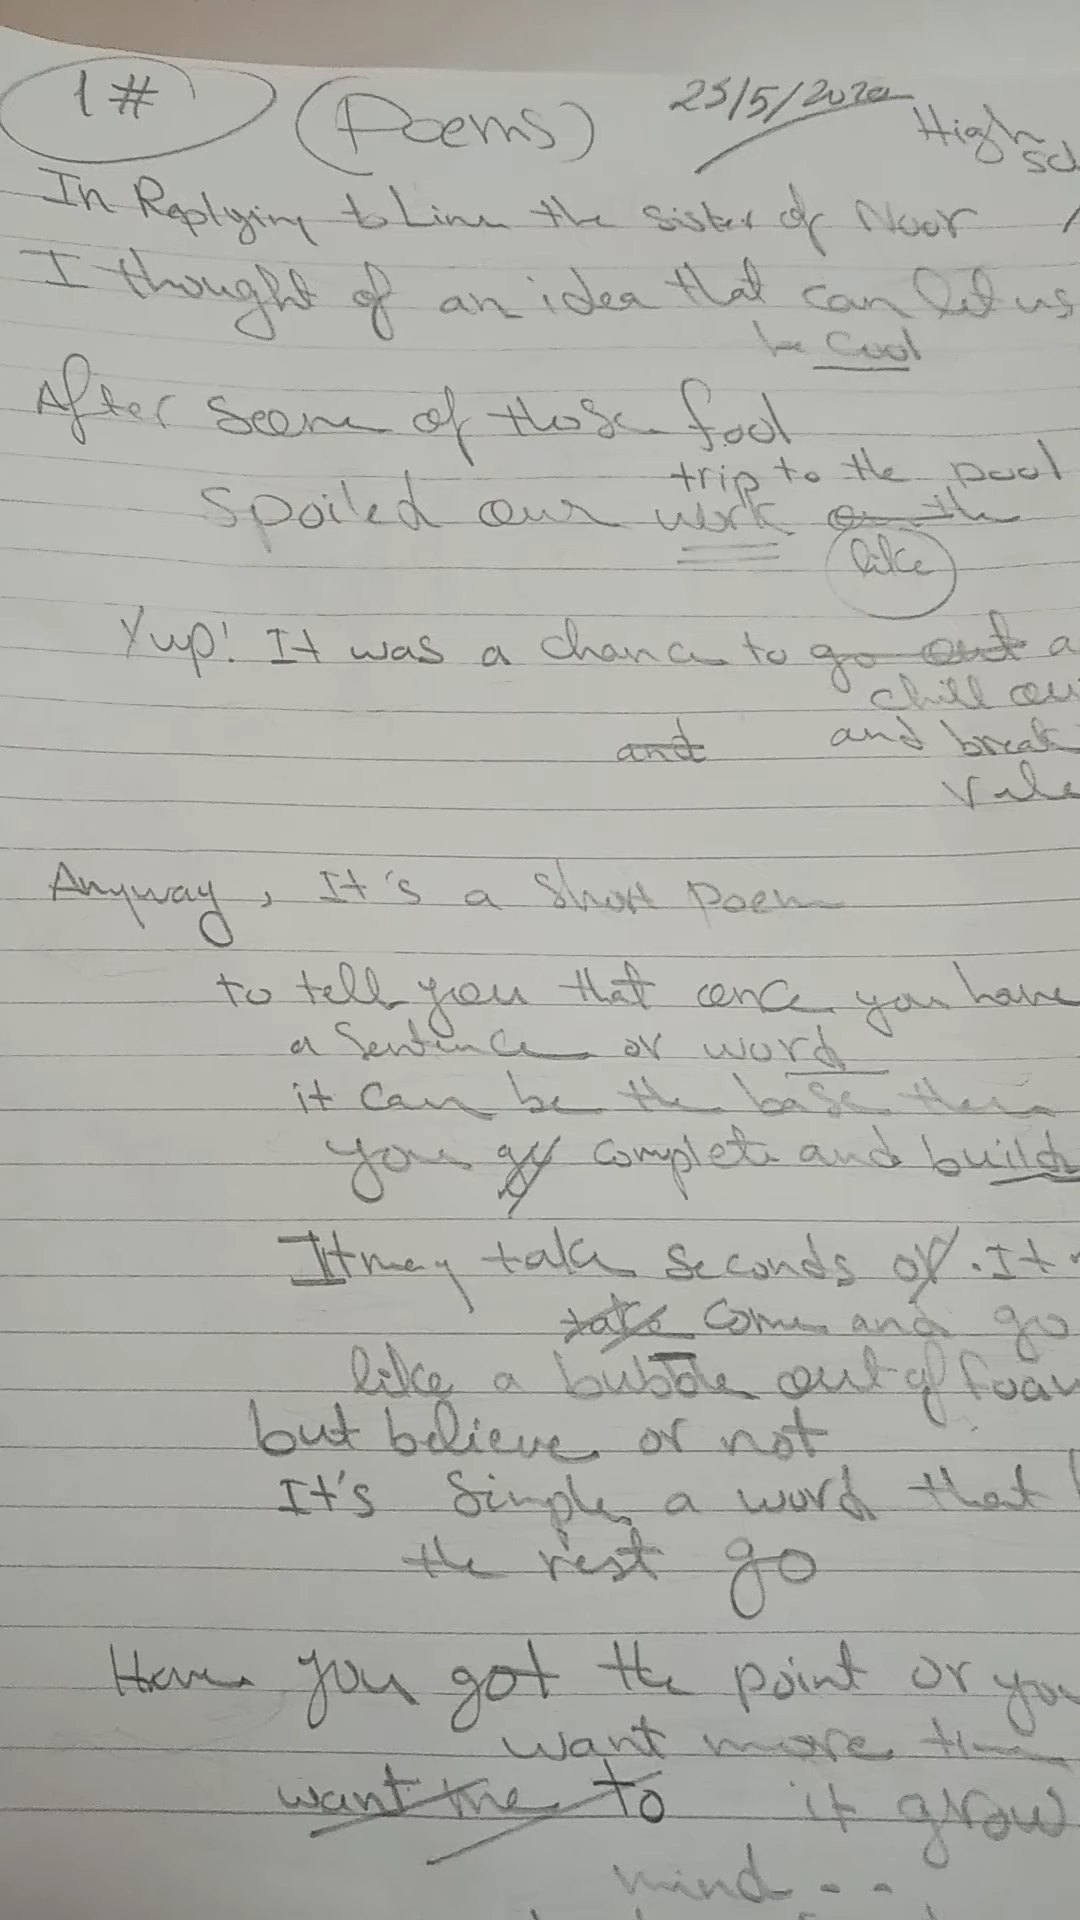 1# (Poems) 25/5/2020 High
In Replying to Line the sister of Noor
I thought of an idea that can let us
be cool
After some of those fool
trip to the pool
Spoiled our work on the
like
Yup! It was a chance to go out a
chill ou
and and break
rule
Anyway, It's a short poem
to tell you that once you have
a sentence or word
it can be the base then
you complete and build
It may take seconds or. It
take come and go
like a bubble out of foam
but believe or not
It's simple a word that
the rest go
Have you got the point or you
want more
want me to it grow
mind ..